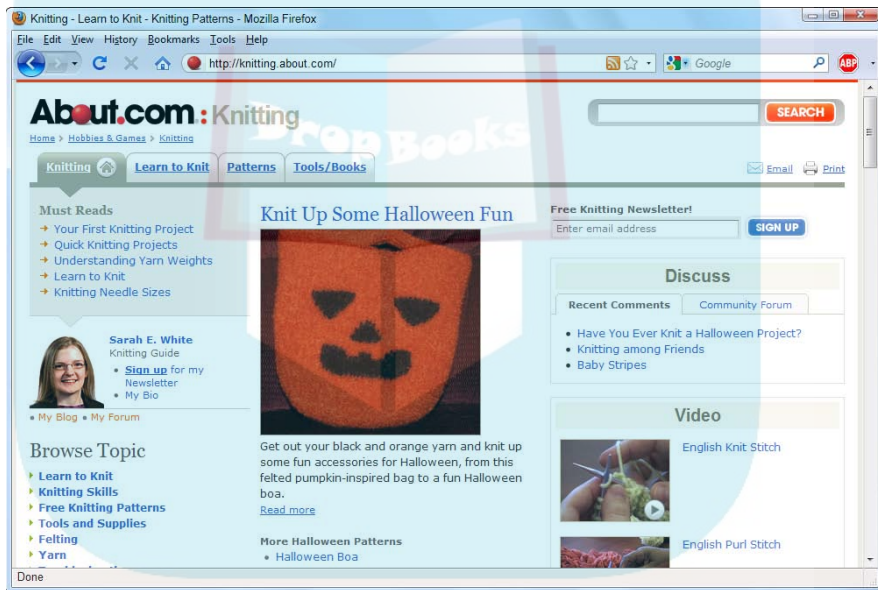 Knitting - Learn to Knit - Knitting Patterns - Mozilla Firefox
File Edit View History Bookmarks Tools Help
http://knitting.about.com/
Google
ABP
About.com: Knitting
SEARCH
Home > Hobbies & Games > Knitting
DropBooks
Knitting
Learn to Knit
Patterns
Tools/Books
Email
Print
Must Reads
Your First Knitting Project
Quick Knitting Projects
Understanding Yarn Weights
Learn to Knit
Knitting Needle Sizes
Sarah E. White
Knitting Guide
Sign up for my
Newsletter
My Bio
My Blog
My Forum
Browse Topic
Learn to Knit
Knitting Skills
Free Knitting Patterns
Tools and Supplies
Felting
Yarn
Knit Up Some Halloween Fun
Get out your black and orange yarn and knit up
some fun accessories for Halloween, from this
felted pumpkin-inspired bag to a fun Halloween
boa.
Read more
More Halloween Patterns
Halloween Boa
Free Knitting Newsletter!
Enter email address
SIGN UP
Discuss
Recent Comments
Community Forum
Have You Ever Knit a Halloween Project?
Knitting among Friends
Baby Stripes
Video
English Knit Stitch
English Purl Stitch
Done